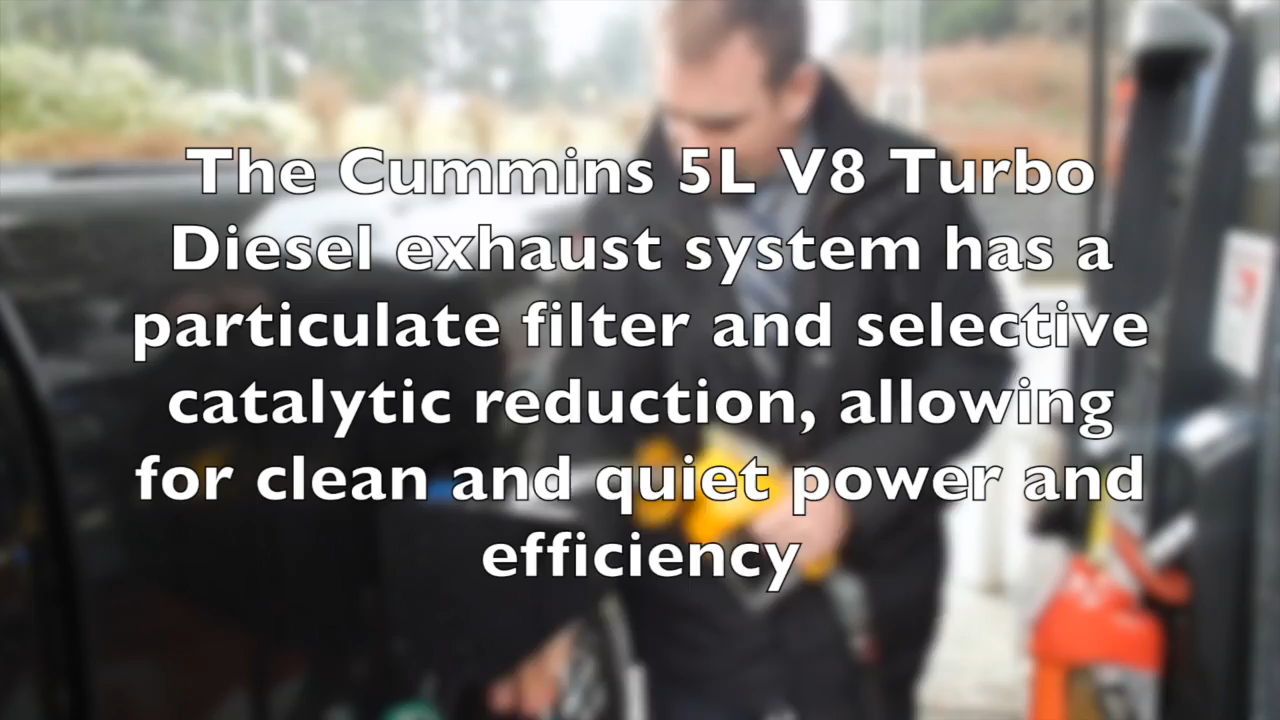 The Cummins 5L V8 Turbo
Diesel exhaust system has a
particulate filter and selective
catalytic reduction, allowing
for clean and quiet power and
efficiency